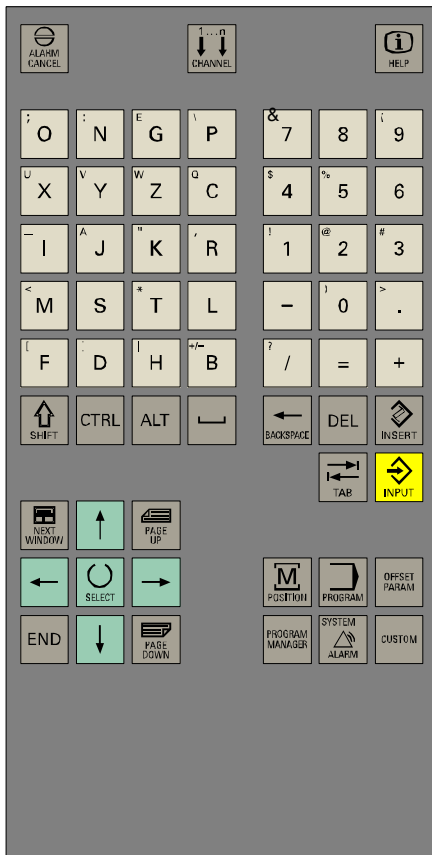 1...n
i
ALARM CANCEL
CHANNEL
HELP
; O : N E G \ P & 7 8 ( 9
U X V Y W Z Q C $ 4 % 5 6
_ I A J " K , R ! 1 @ 2 # 3
< M S * T L - ) 0 > .
[ F D | H +/- B ? / = +
SHIFT CTRL ALT BACKSPACE DEL INSERT
TAB INPUT
NEXT WINDOW
PAGE UP
SELECT
M
POSITION PROGRAM
OFFSET PARAM
END
PAGE DOWN
PROGRAM MANAGER
SYSTEM
ALARM
CUSTOM